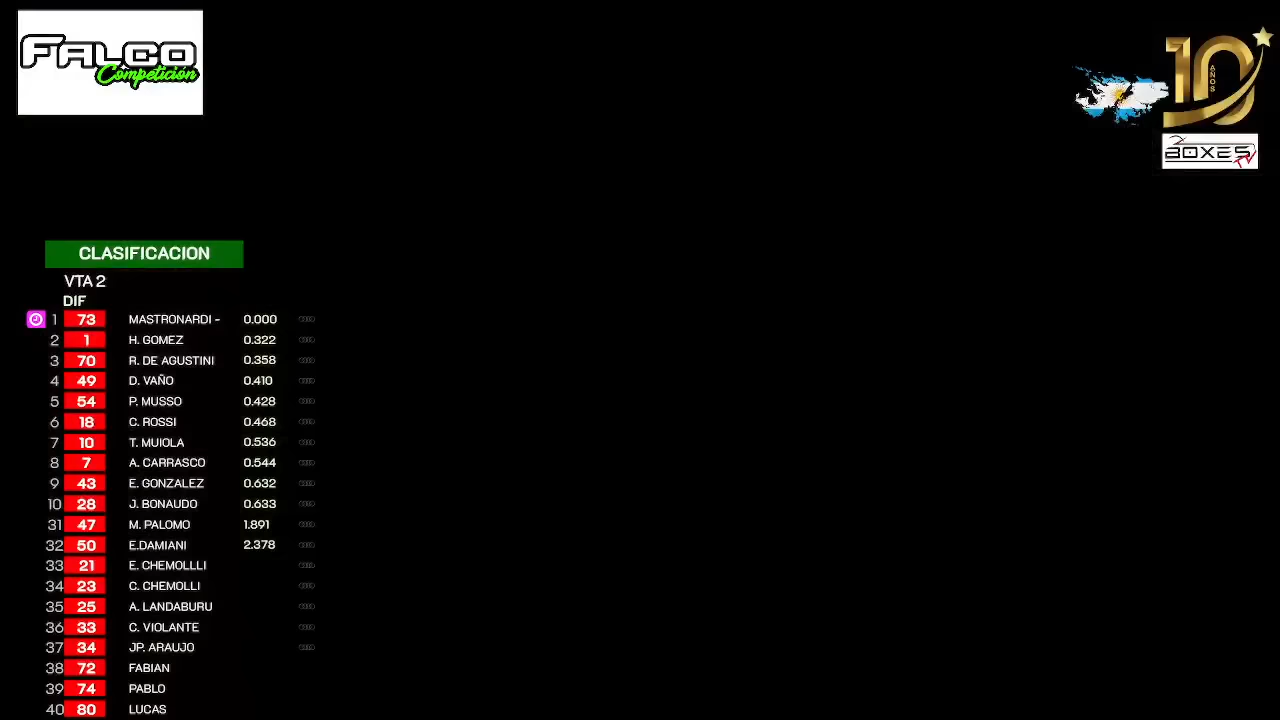 FALCO
Competición
10
AÑOS
BOXES
TV
CLASIFICACION
VTA 2
DIF
1 73 MASTRONARDI - 0.000
2 1 H. GOMEZ 0.322
3 70 R. DE AGUSTINI 0.358
4 49 D. VAÑO 0.410
5 54 P. MUSSO 0.428
6 18 C. ROSSI 0.468
7 10 T. MUIOLA 0.536
8 7 A. CARRASCO 0.544
9 43 E. GONZALEZ 0.632
10 28 J. BONAUDO 0.633
31 47 M. PALOMO 1.891
32 50 E.DAMIANI 2.378
33 21 E. CHEMOLLLI
34 23 C. CHEMOLLI
35 25 A. LANDABURU
36 33 C. VIOLANTE
37 34 JP. ARAUJO
38 72 FABIAN
39 74 PABLO
40 80 LUCAS